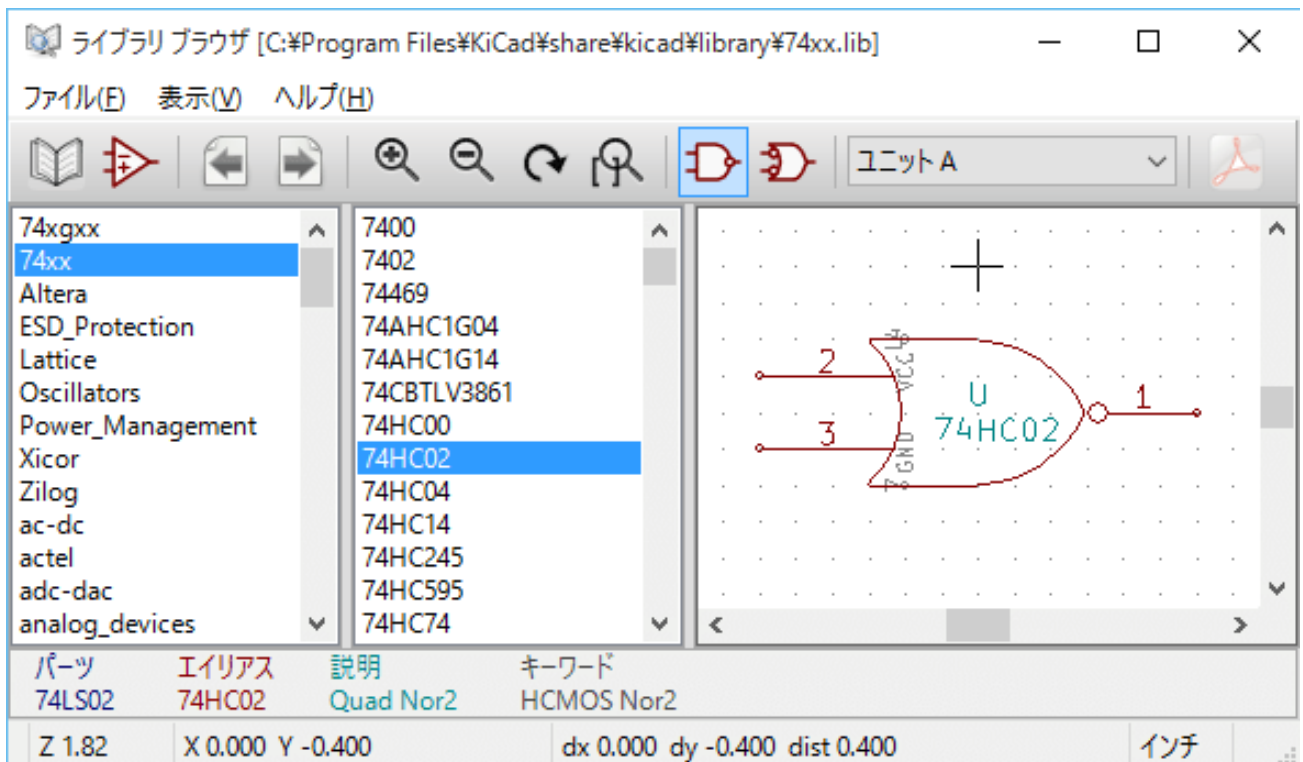 ライブラリ ブラウザ [C:¥Program Files¥KiCad¥share¥kicad¥library¥74xx.lib]
ファイル(F) 表示(V) ヘルプ(H)
ユニット A
74xgxx
74xx
Altera
ESD_Protection
Lattice
Oscillators
Power_Management
Xicor
Zilog
ac-dc
actel
adc-dac
analog_devices
7400
7402
74469
74AHC1G04
74AHC1G14
74CBTLV3861
74HC00
74HC02
74HC04
74HC14
74HC245
74HC595
74HC74
14
VCC
2
U
1
74HC02
3
GND
7
パーツ エイリアス 説明 キーワード
74LS02 74HC02 Quad Nor2 HCMOS Nor2
Z 1.82 X 0.000 Y -0.400 dx 0.000 dy -0.400 dist 0.400 インチ